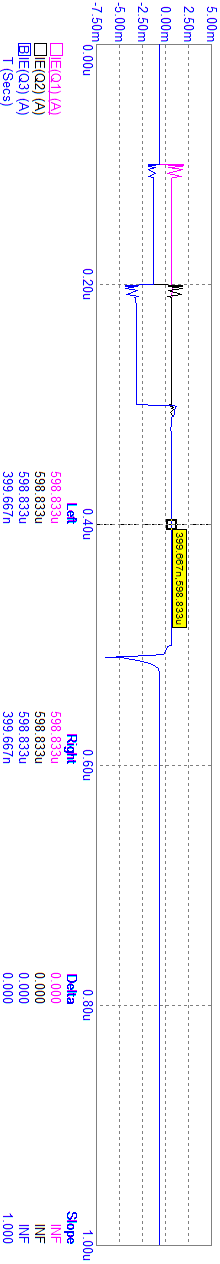 5.00m
2.50m
0.00m
-2.50m
-5.00m
-7.50m
0.00u 0.20u 0.40u 0.60u 0.80u 1.00u
399.667n,598.833u
Left Right Delta Slope
IE(Q1) (A) 598.833u 598.833u 0.000 INF
IE(Q2) (A) 598.833u 598.833u 0.000 INF
B IE(Q3) (A) 598.833u 598.833u 0.000 INF
T (Secs) 399.667n 399.667n 0.000 1.000